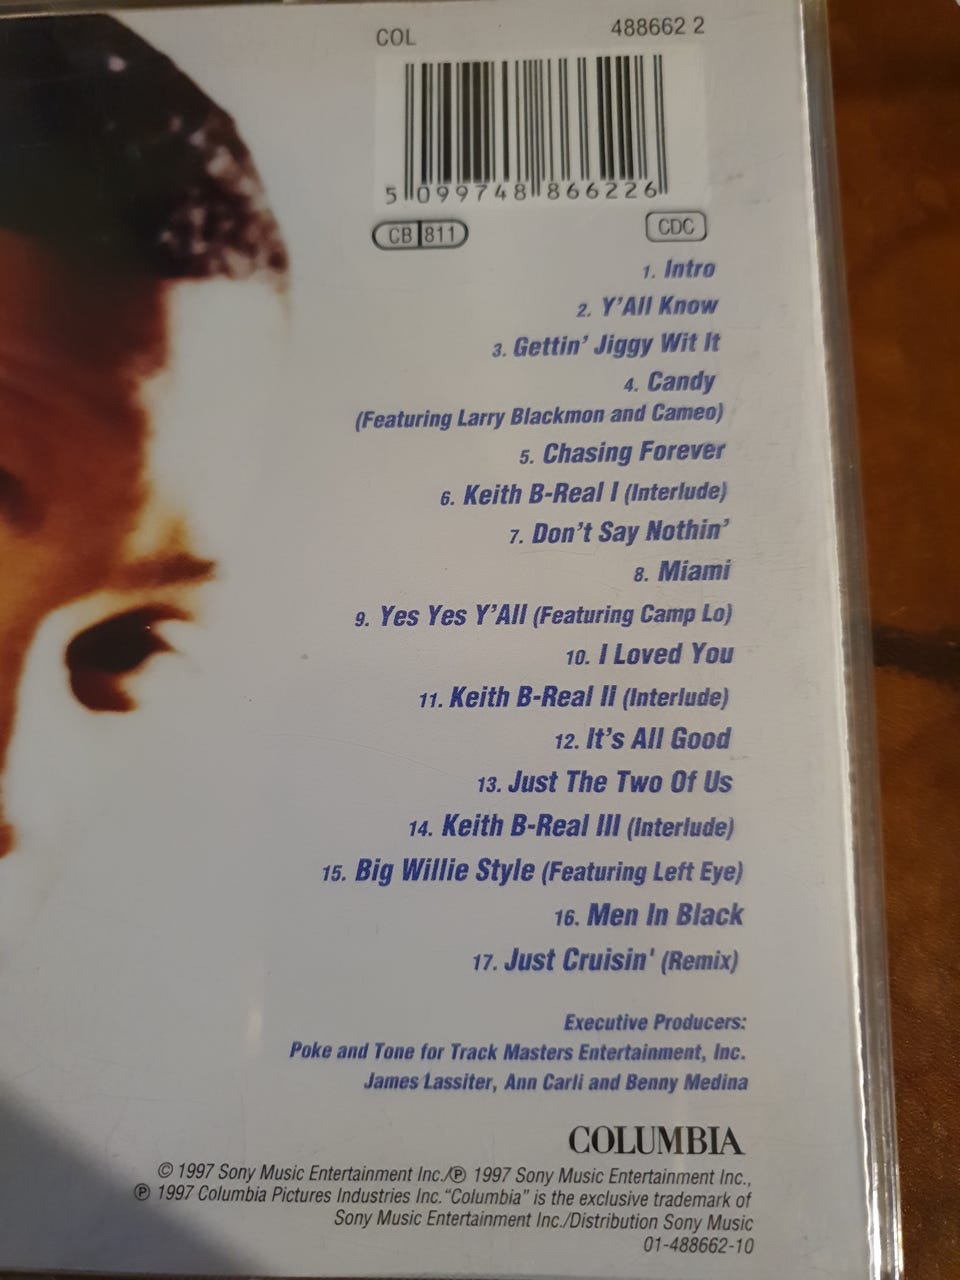 COL 488662 2
5 099748 866226
CB 811 CDC
1. Intro
2. Y'All Know
3. Gettin' Jiggy Wit It
4. Candy
(Featuring Larry Blackmon and Cameo)
5. Chasing Forever
6. Keith B-Real I (Interlude)
7. Don't Say Nothin'
8. Miami
9. Yes Yes Y'All (Featuring Camp Lo)
10. I Loved You
11. Keith B-Real II (Interlude)
12. It's All Good
13. Just The Two Of Us
14. Keith B-Real III (Interlude)
15. Big Willie Style (Featuring Left Eye)
16. Men In Black
17. Just Cruisin' (Remix)
Executive Producers:
Poke and Tone for Track Masters Entertainment, Inc.
James Lassiter, Ann Carli and Benny Medina
COLUMBIA
© 1997 Sony Music Entertainment Inc./℗ 1997 Sony Music Entertainment Inc.,
℗ 1997 Columbia Pictures Industries Inc. "Columbia" is the exclusive trademark of
Sony Music Entertainment Inc./Distribution Sony Music
01-488662-10